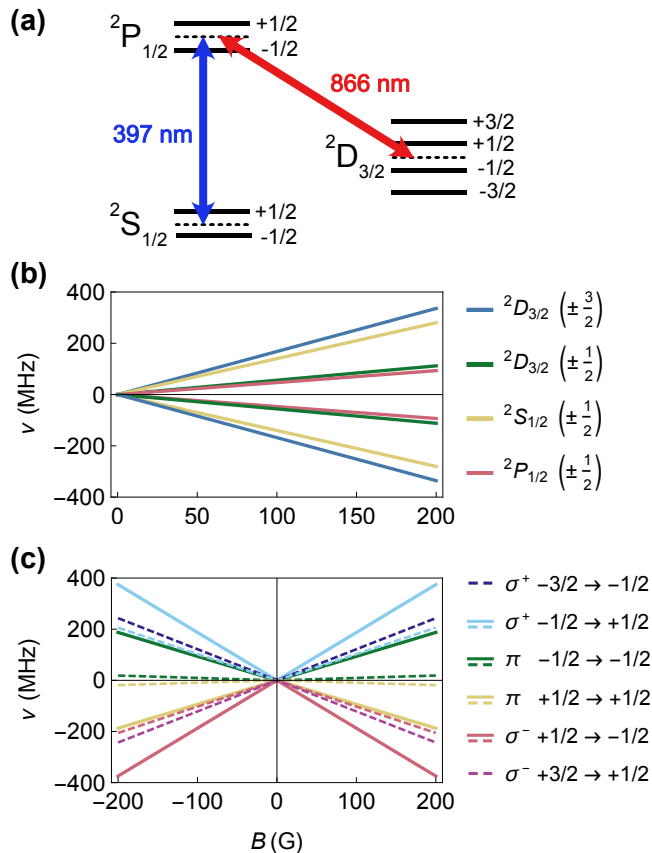 (a)
²P₁/₂
+1/2
-1/2
397 nm
866 nm
²D₃/₂
+3/2
+1/2
-1/2
-3/2
²S₁/₂
+1/2
-1/2
(b)
ν (MHz)
400
200
0
−200
−400
0 50 100 150 200
²D₃/₂ (± 3/2)
²D₃/₂ (± 1/2)
²S₁/₂ (± 1/2)
²P₁/₂ (± 1/2)
(c)
ν (MHz)
400
200
0
−200
−400
−200 −100 0 100 200
B (G)
σ⁺ −3/2 → −1/2
σ⁺ −1/2 → +1/2
π −1/2 → −1/2
π +1/2 → +1/2
σ⁻ +1/2 → −1/2
σ⁻ +3/2 → +1/2